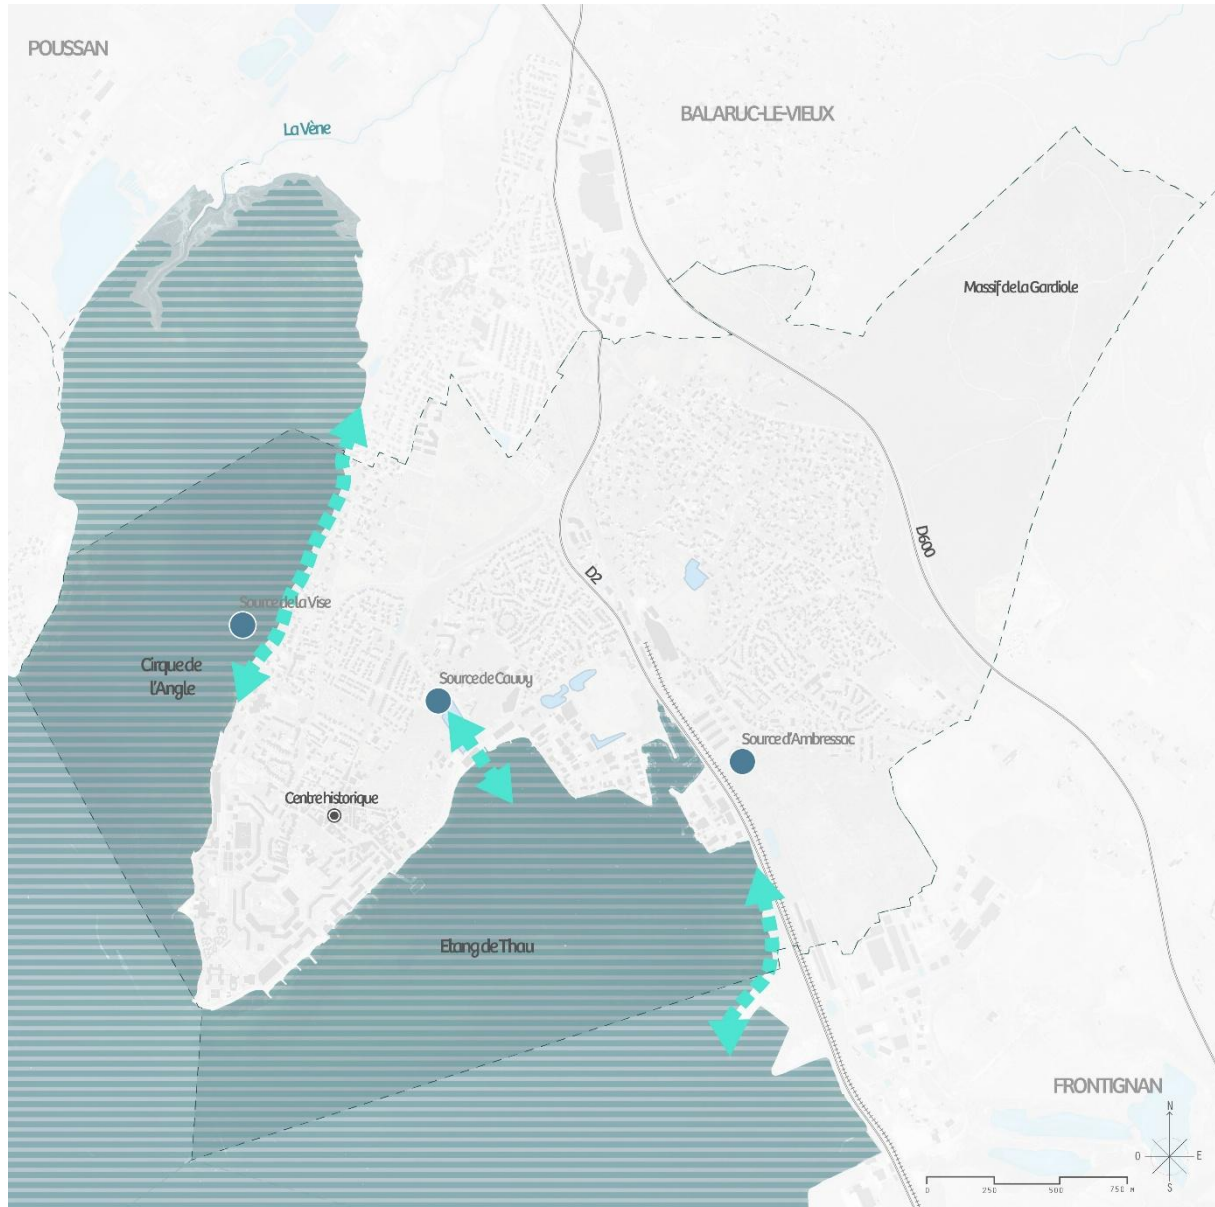 POUSSAN
BALARUC-LE-VIEUX
La Vène
Massif de la Gardiole
D600
D2
Source de la Vise
Cirque de
l'Angle
Source de Cauvy
Source d'Ambressac
Centre historique
Etang de Thau
FRONTIGNAN
N
O
E
S
0 250 500 750 M